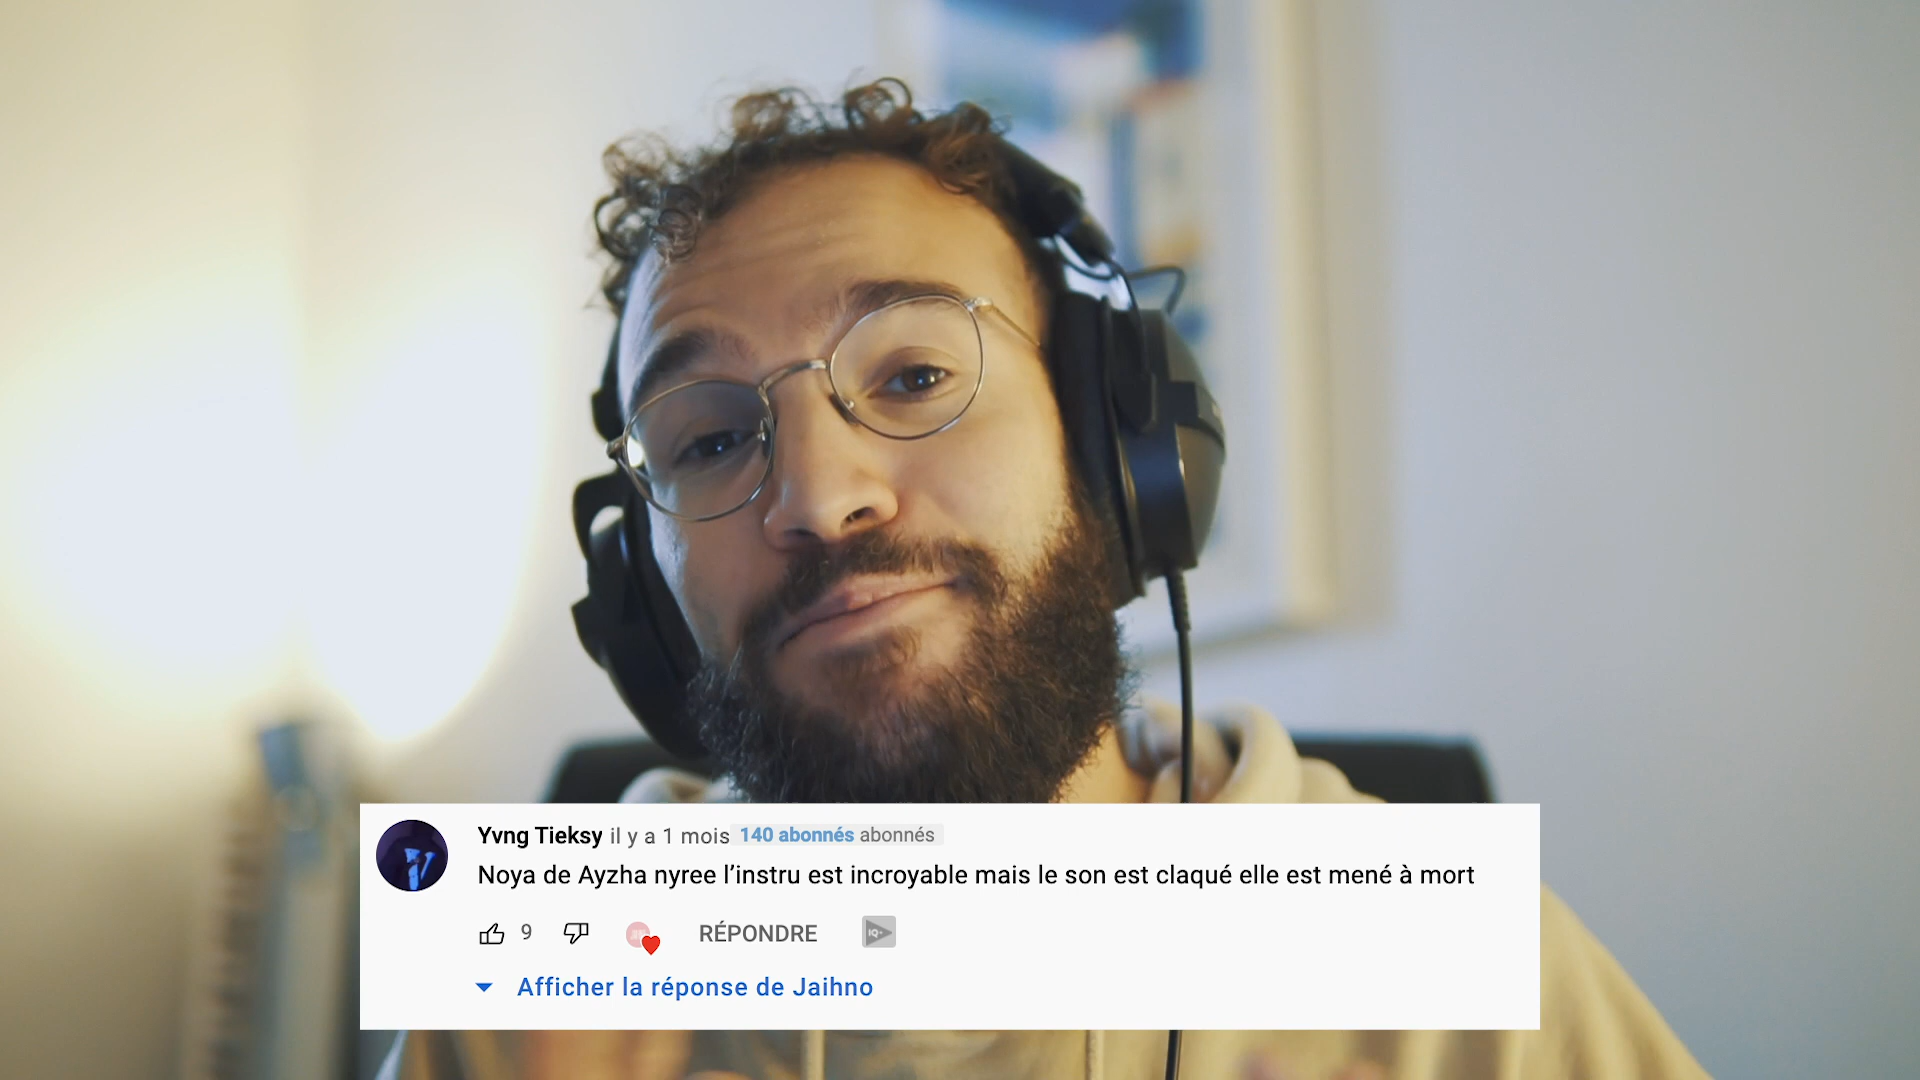 Yvng Tieksy il y a 1 mois 140 abonnés abonnés
Noya de Ayzha nyree l’instru est incroyable mais le son est claqué elle est mené à mort
9 RÉPONDRE IQ
Afficher la réponse de Jaihno